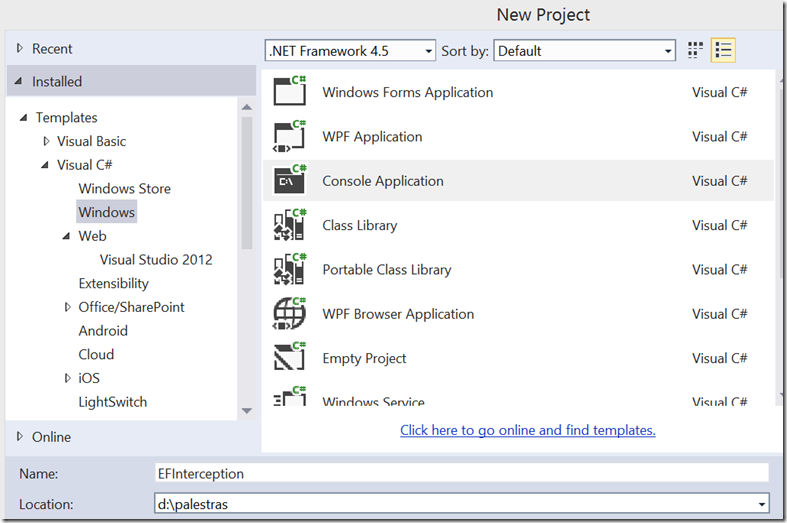 New Project
Recent
Installed
Templates
Visual Basic
Visual C#
Windows Store
Windows
Web
Visual Studio 2012
Extensibility
Office/SharePoint
Android
Cloud
iOS
LightSwitch
Online
.NET Framework 4.5 Sort by: Default
C# Windows Forms Application Visual C#
C# WPF Application Visual C#
C# C:\ Console Application Visual C#
C# Class Library Visual C#
C# Portable Class Library Visual C#
C# WPF Browser Application Visual C#
C# Empty Project Visual C#
C# Windows Service Visual C#
Click here to go online and find templates.
Name: EFInterception
Location: d:\palestras